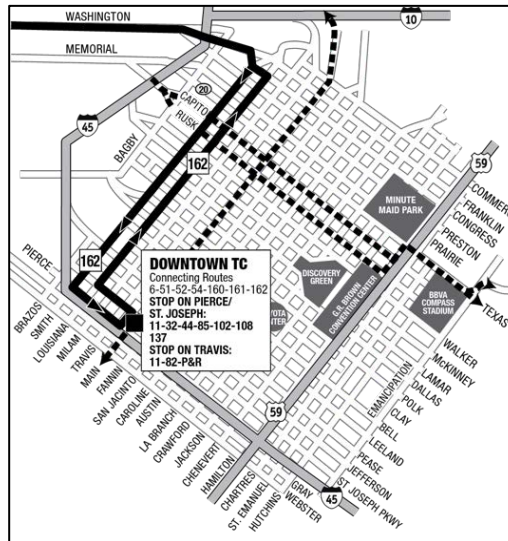 WASHINGTON
10
MEMORIAL
20
CAPITOL
RUSK
45
BAGBY
162
59
COMMERCE
FRANKLIN
CONGRESS
PRESTON
PRAIRIE
TEXAS
MINUTE
MAID PARK
DISCOVERY
GREEN
G.R. BROWN
CONVENTION CENTER
BBVA
COMPASS
STADIUM
162
DOWNTOWN TC
Connecting Routes
6-51-52-54-160-161-162
STOP ON PIERCE/
ST. JOSEPH:
11-32-44-85-102-108
137
STOP ON TRAVIS:
11-82-P&R
PIERCE
BRAZOS
SMITH
LOUISIANA
MILAM
TRAVIS
MAIN
FANNIN
SAN JACINTO
CAROLINE
AUSTIN
LA BRANCH
CRAWFORD
JACKSON
CHENEVERT
HAMILTON
59
CHARTRES
ST. EMANUEL
HUTCHINS
WEBSTER
GRAY
45
EMANCIPATION
WALKER
McKINNEY
LAMAR
DALLAS
POLK
CLAY
BELL
LEELAND
PEASE
JEFFERSON
ST JOSEPH PKWY